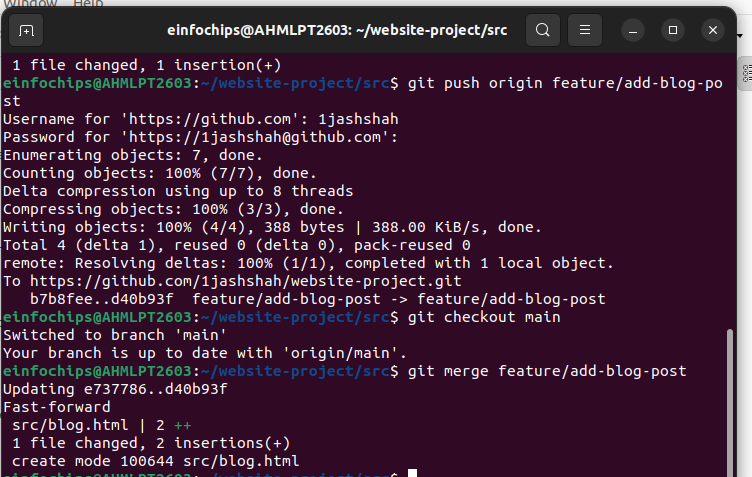 Window Help
einfochips@AHMLPT2603: ~/website-project/src
1 file changed, 1 insertion(+)
einfochips@AHMLPT2603:~/website-project/src$ git push origin feature/add-blog-po
st
Username for 'https://github.com': 1jashshah
Password for 'https://1jashshah@github.com':
Enumerating objects: 7, done.
Counting objects: 100% (7/7), done.
Delta compression using up to 8 threads
Compressing objects: 100% (3/3), done.
Writing objects: 100% (4/4), 388 bytes | 388.00 KiB/s, done.
Total 4 (delta 1), reused 0 (delta 0), pack-reused 0
remote: Resolving deltas: 100% (1/1), completed with 1 local object.
To https://github.com/1jashshah/website-project.git
b7b8fee..d40b93f feature/add-blog-post -> feature/add-blog-post
einfochips@AHMLPT2603:~/website-project/src$ git checkout main
Switched to branch 'main'
Your branch is up to date with 'origin/main'.
einfochips@AHMLPT2603:~/website-project/src$ git merge feature/add-blog-post
Updating e737786..d40b93f
Fast-forward
src/blog.html | 2 ++
1 file changed, 2 insertions(+)
create mode 100644 src/blog.html
einfochips@AHMLPT2603:~/website-project/src$